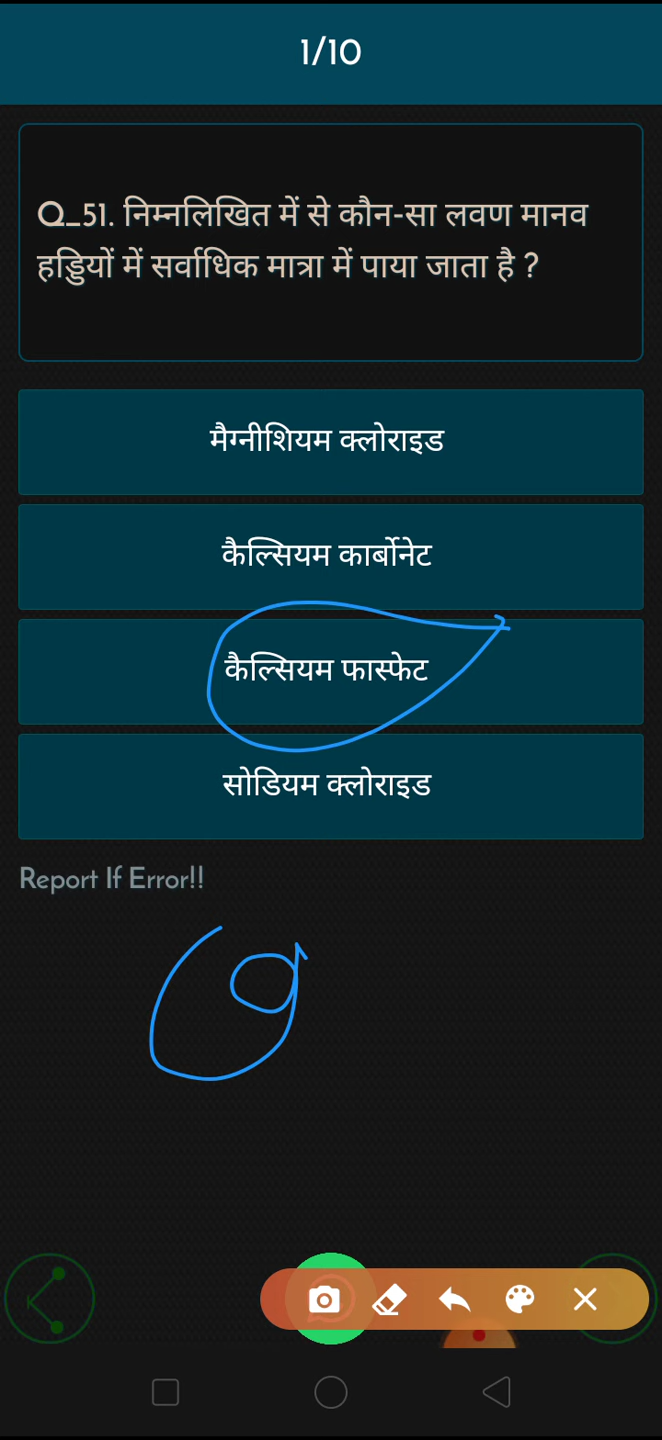 1/10
Q_51. निम्नलिखित में से कौन-सा लवण मानव
हड्डियों में सर्वाधिक मात्रा में पाया जाता है ?
मैग्नीशियम क्लोराइड
कैल्सियम कार्बोनेट
कैल्सियम फास्फेट
सोडियम क्लोराइड
Report If Error!!